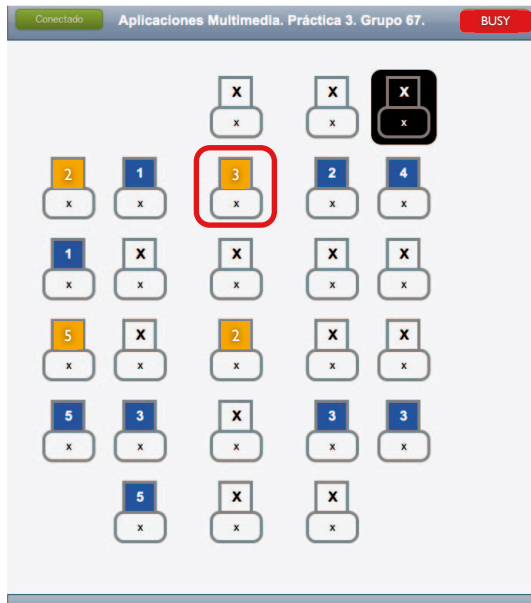 Conectado Aplicaciones Multimedia. Práctica 3. Grupo 67. BUSY
X X X
x x x
2 1 3 2 4
x x x x x
1 X X X X
x x x x x
5 X 2 X X
x x x x x
5 3 X 3 3
x x x x x
5 X X
x x x